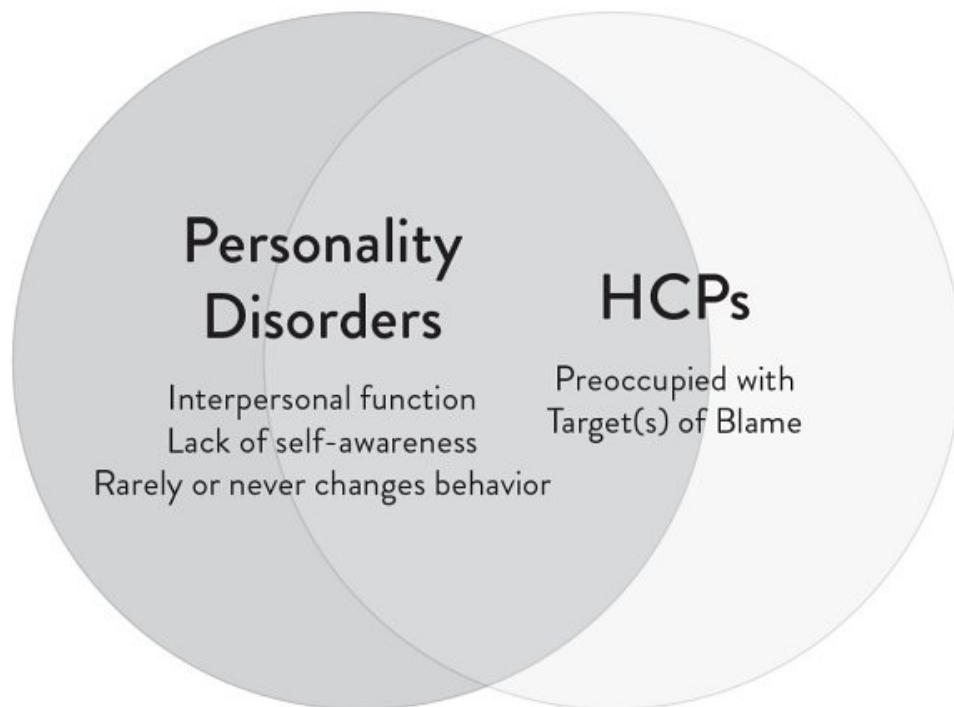 Personality
Disorders
Interpersonal function
Lack of self-awareness
Rarely or never changes behavior
HCPs
Preoccupied with
Target(s) of Blame